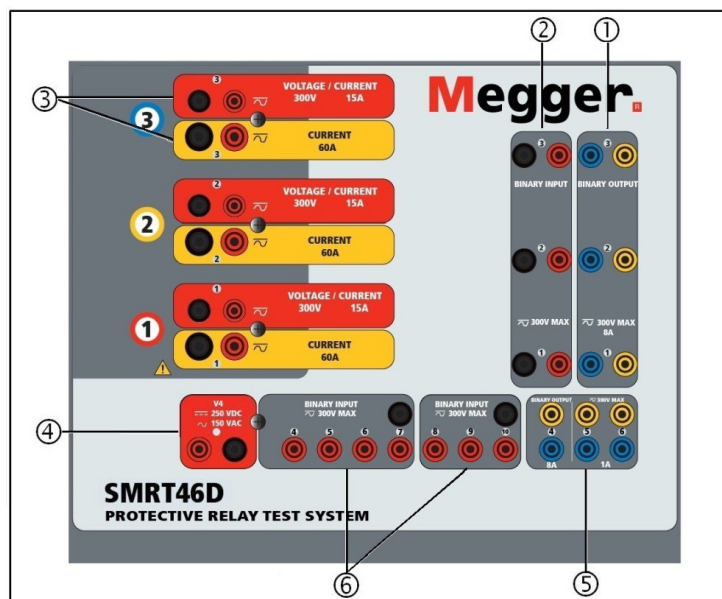 ② ①
③
3
VOLTAGE / CURRENT
300V 15A
3
CURRENT
60A
3
Megger®
3
BINARY INPUT
2
300V MAX
1
3
BINARY OUTPUT
2
300V MAX
8A
1
2
VOLTAGE / CURRENT
300V 15A
2
CURRENT
60A
2
1
VOLTAGE / CURRENT
300V 15A
1
CURRENT
60A
1
④
V4
250 VDC
150 VAC
BINARY INPUT
300V MAX
4 5 6 7
BINARY INPUT
300V MAX
8 9 10
BINARY OUTPUT 300V MAX
4 5 6
8A 1A
SMRT46D
PROTECTIVE RELAY TEST SYSTEM
⑥ ⑤